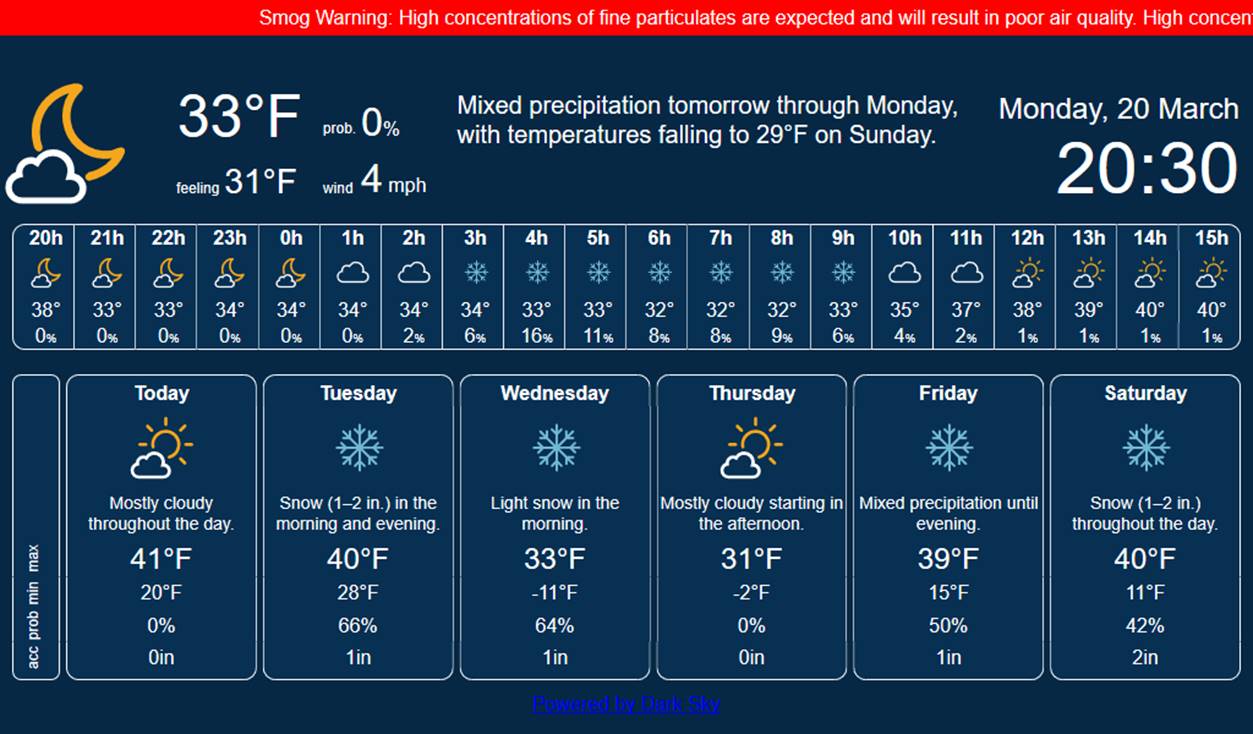 Smog Warning: High concentrations of fine particulates are expected and will result in poor air quality. High concen
33°F prob. 0%
feeling 31°F wind 4 mph
Mixed precipitation tomorrow through Monday,
with temperatures falling to 29°F on Sunday.
Monday, 20 March
20:30
20h 21h 22h 23h 0h 1h 2h 3h 4h 5h 6h 7h 8h 9h 10h 11h 12h 13h 14h 15h
38° 33° 33° 34° 34° 34° 34° 34° 33° 33° 32° 32° 32° 33° 35° 37° 38° 39° 40° 40°
0% 0% 0% 0% 0% 0% 2% 6% 16% 11% 8% 8% 9% 6% 4% 2% 1% 1% 1% 1%
acc prob min max
Today
Mostly cloudy
throughout the day.
41°F
20°F
0%
0in
Tuesday
Snow (1–2 in.) in the
morning and evening.
40°F
28°F
66%
1in
Wednesday
Light snow in the
morning.
33°F
-11°F
64%
1in
Thursday
Mostly cloudy starting in
the afternoon.
31°F
-2°F
0%
0in
Friday
Mixed precipitation until
evening.
39°F
15°F
50%
1in
Saturday
Snow (1–2 in.)
throughout the day.
40°F
11°F
42%
2in
Powered by Dark Sky